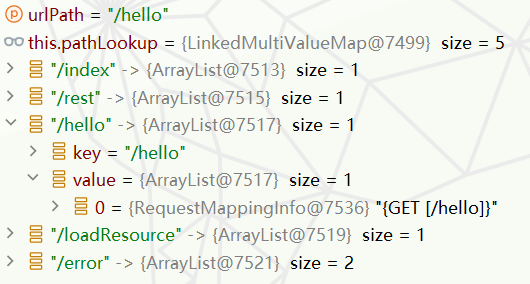 urlPath = "/hello"
this.pathLookup = {LinkedMultiValueMap@7499} size = 5
"/index" -> {ArrayList@7513} size = 1
"/rest" -> {ArrayList@7515} size = 1
"/hello" -> {ArrayList@7517} size = 1
key = "/hello"
value = {ArrayList@7517} size = 1
0 = {RequestMappingInfo@7536} "{GET [/hello]}"
"/loadResource" -> {ArrayList@7519} size = 1
"/error" -> {ArrayList@7521} size = 2